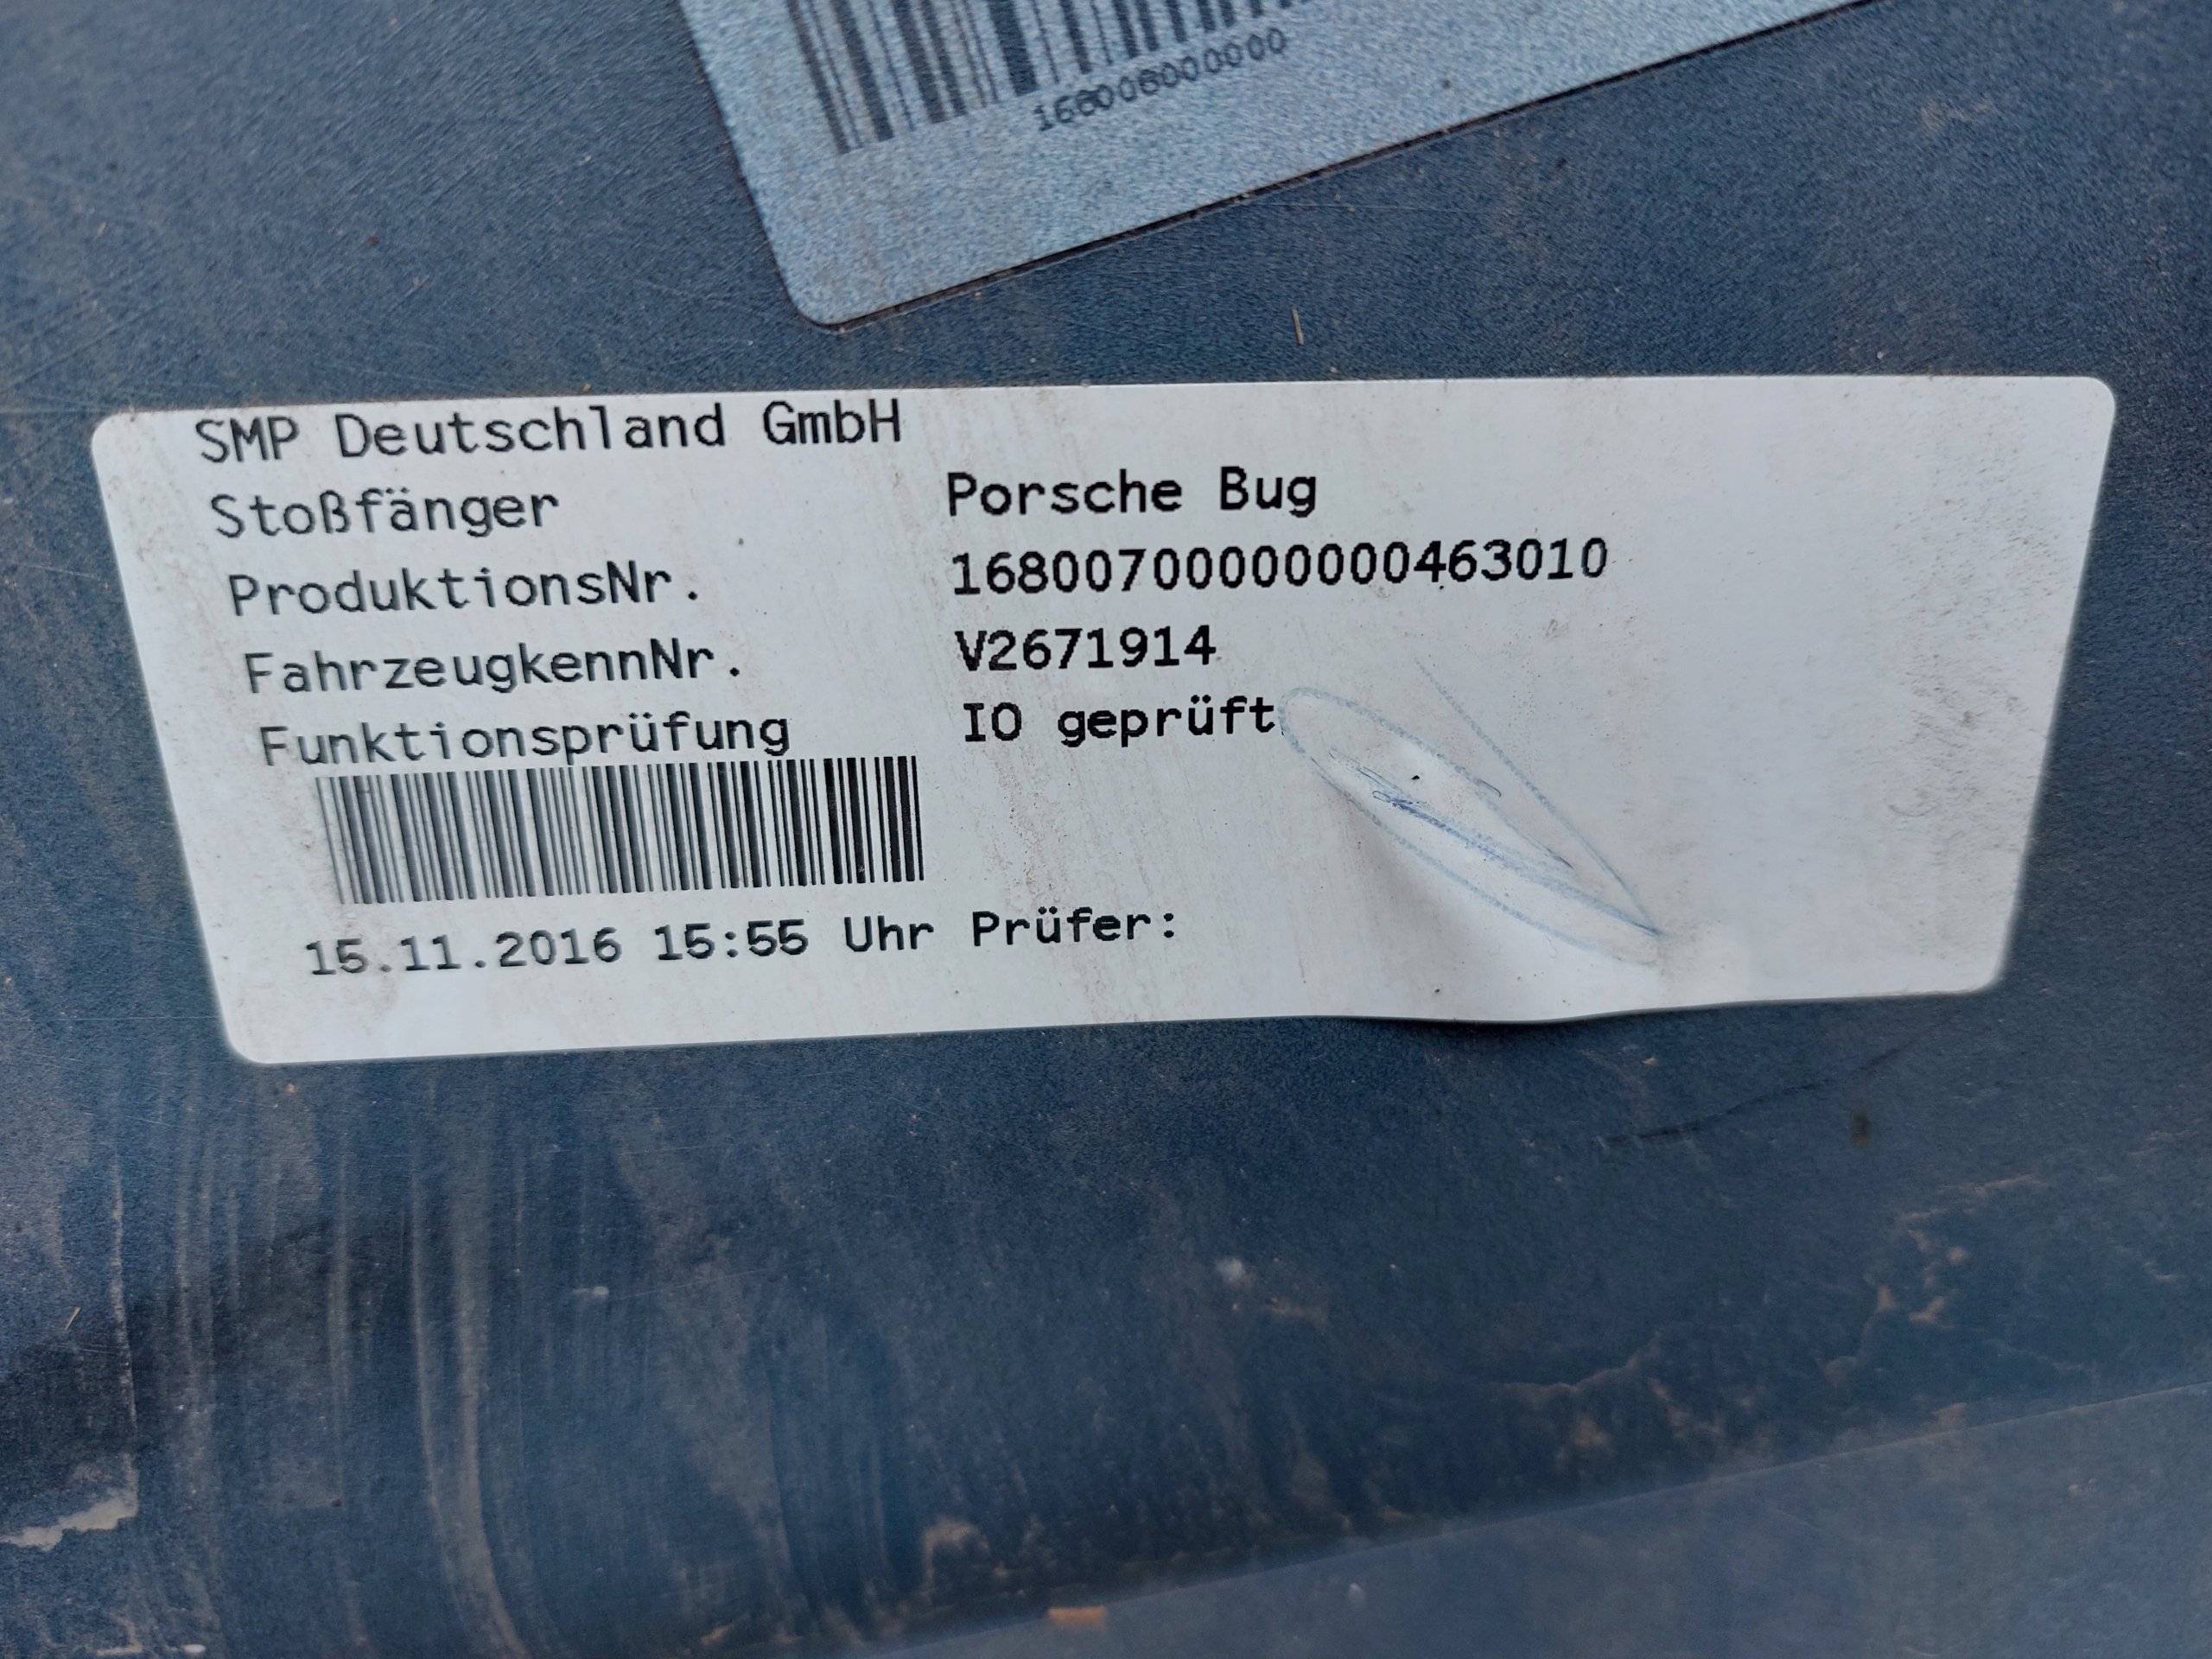 168006000000
SMP Deutschland GmbH
Stoßfänger Porsche Bug
ProduktionsNr. 16800700000000463010
FahrzeugkennNr. V2671914
Funktionsprüfung IO geprüft
15.11.2016 15:55 Uhr Prüfer: